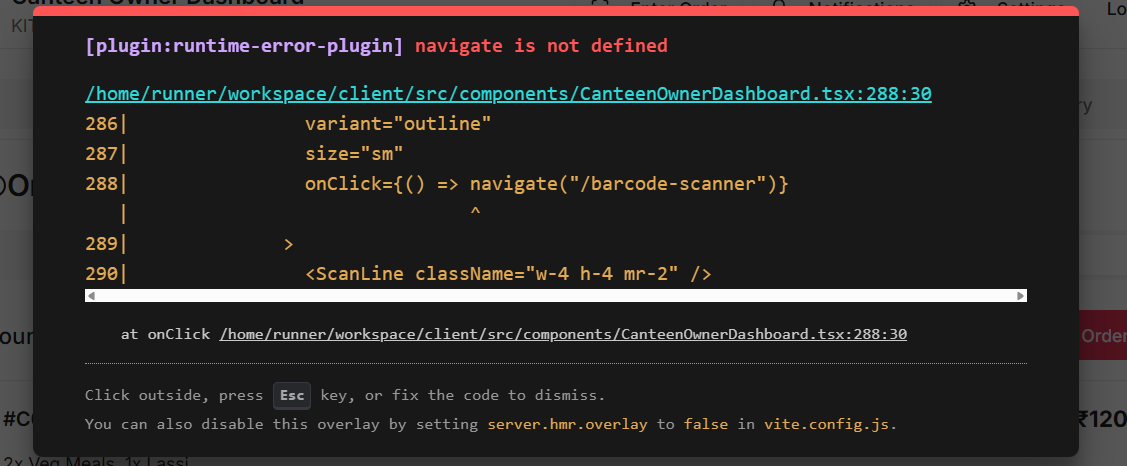 Canteen Owner Dashboard
Enter Order Notifications Settings Lo
KIT
[plugin:runtime-error-plugin] navigate is not defined
/home/runner/workspace/client/src/components/CanteenOwnerDashboard.tsx:288:30
286| variant="outline"
287| size="sm"
288| onClick={() => navigate("/barcode-scanner")}
| ^
289| >
290| <ScanLine className="w-4 h-4 mr-2" />
at onClick /home/runner/workspace/client/src/components/CanteenOwnerDashboard.tsx:288:30
Click outside, press Esc key, or fix the code to dismiss.
You can also disable this overlay by setting server.hmr.overlay to false in vite.config.js.
ry
Or
our
Order
#CO
₹120
2x Veg Meals, 1x Lassi